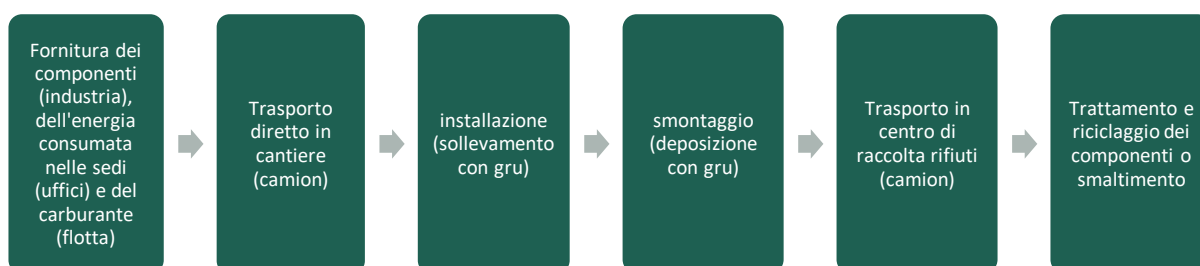 Fornitura dei
componenti
(industria),
dell'energia
consumata
nelle sedi
(uffici) e del
carburante
(flotta)
Trasporto
diretto in
cantiere
(camion)
installazione
(sollevamento
con gru)
smontaggio
(deposizione
con gru)
Trasporto in
centro di
raccolta rifiuti
(camion)
Trattamento e
riciclaggio dei
componenti o
smaltimento